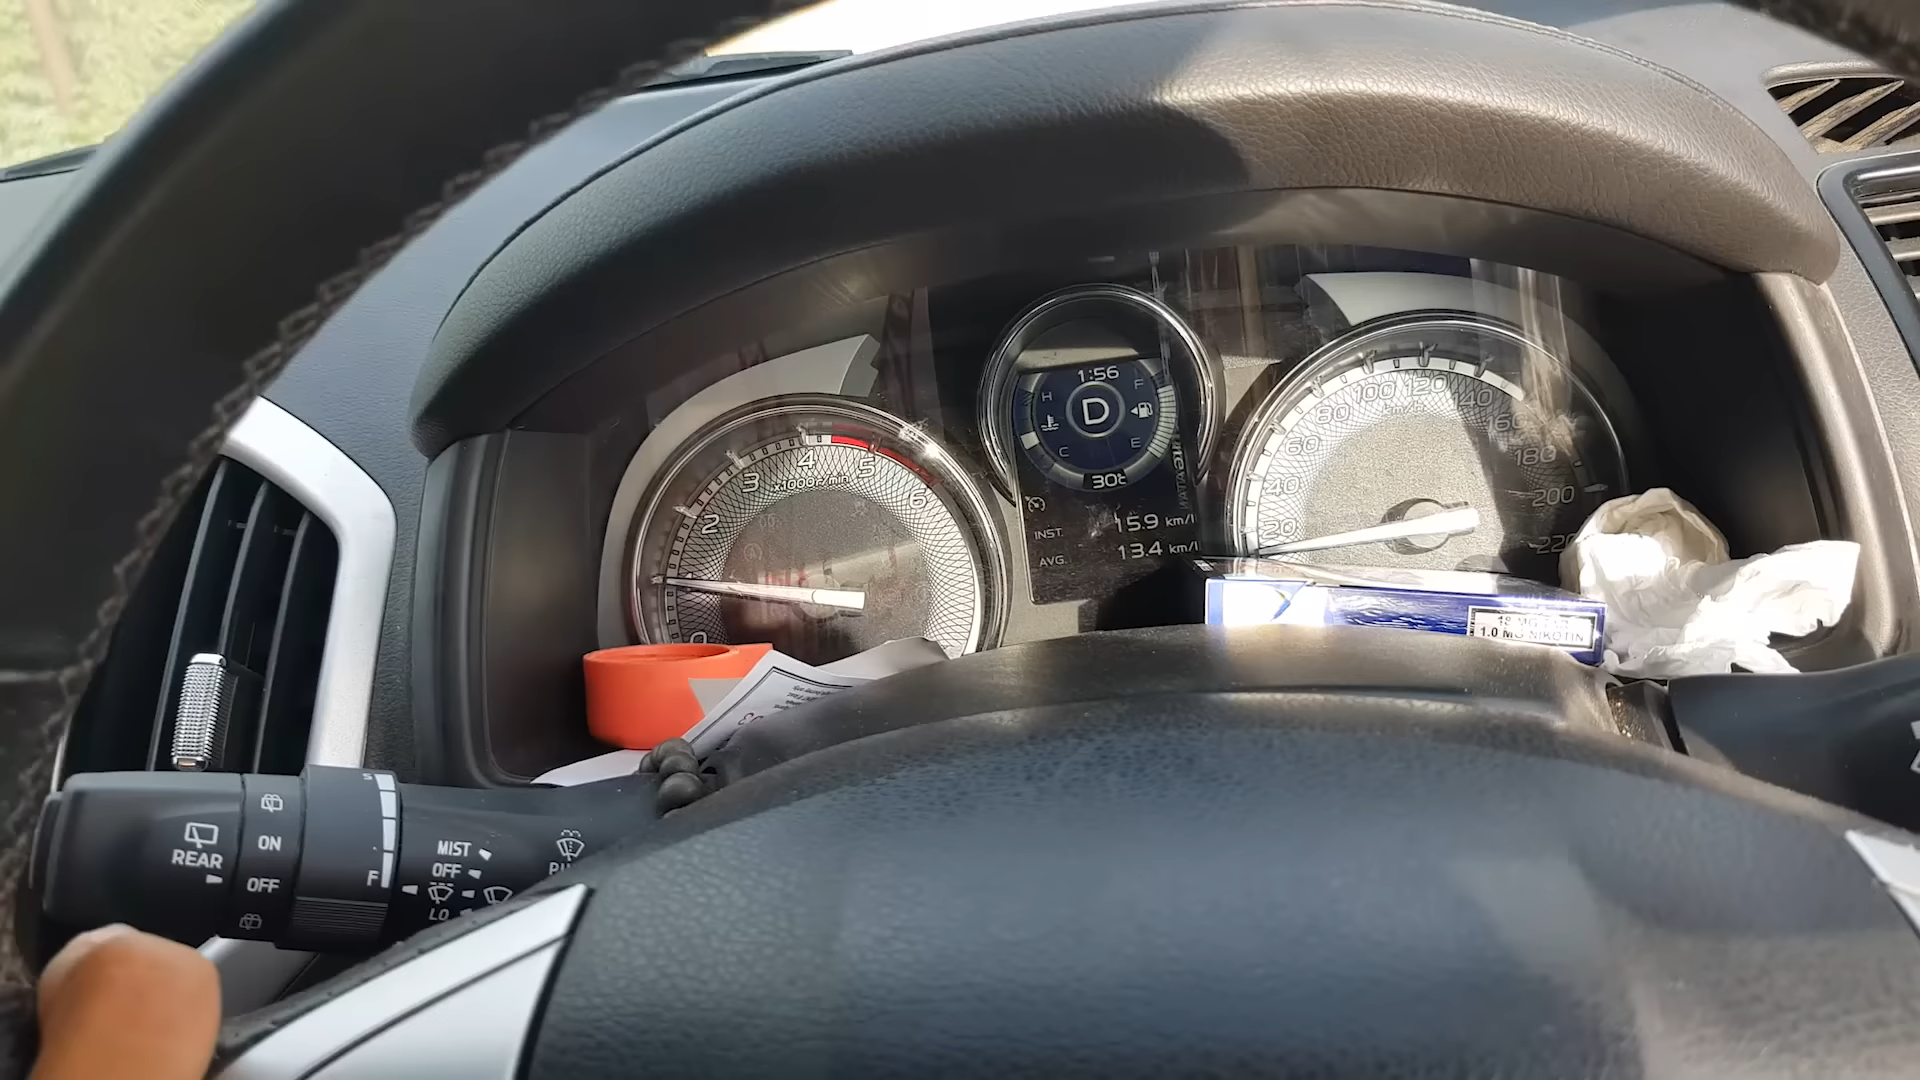 1:56
H
F
D
C
E
30c
INST.
15.9 km/l
AVG.
13.4 km/l
0
2
3
4
5
6
x1000r/min
20
40
60
80
100
120
140
160
180
200
220
km/h
1.0 MG NIKOTIN
REAR
ON
OFF
S
F
MIST
OFF
LO